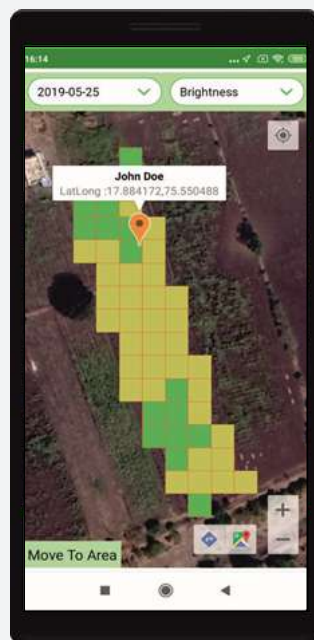 16:14
2019-05-25
Brightness
John Doe
LatLong :17.884172,75.550488
Move To Area